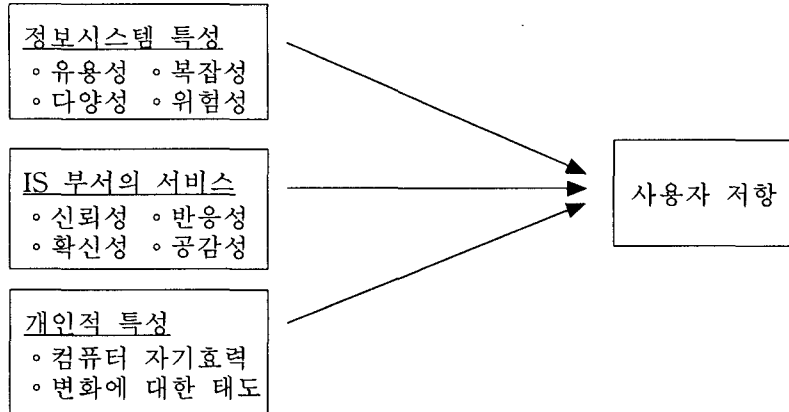 정보시스템 특성
∘ 유용성 ∘ 복잡성
∘ 다양성 ∘ 위험성
IS 부서의 서비스
∘ 신뢰성 ∘ 반응성
∘ 확신성 ∘ 공감성
개인적 특성
∘ 컴퓨터 자기효력
∘ 변화에 대한 태도
사용자 저항